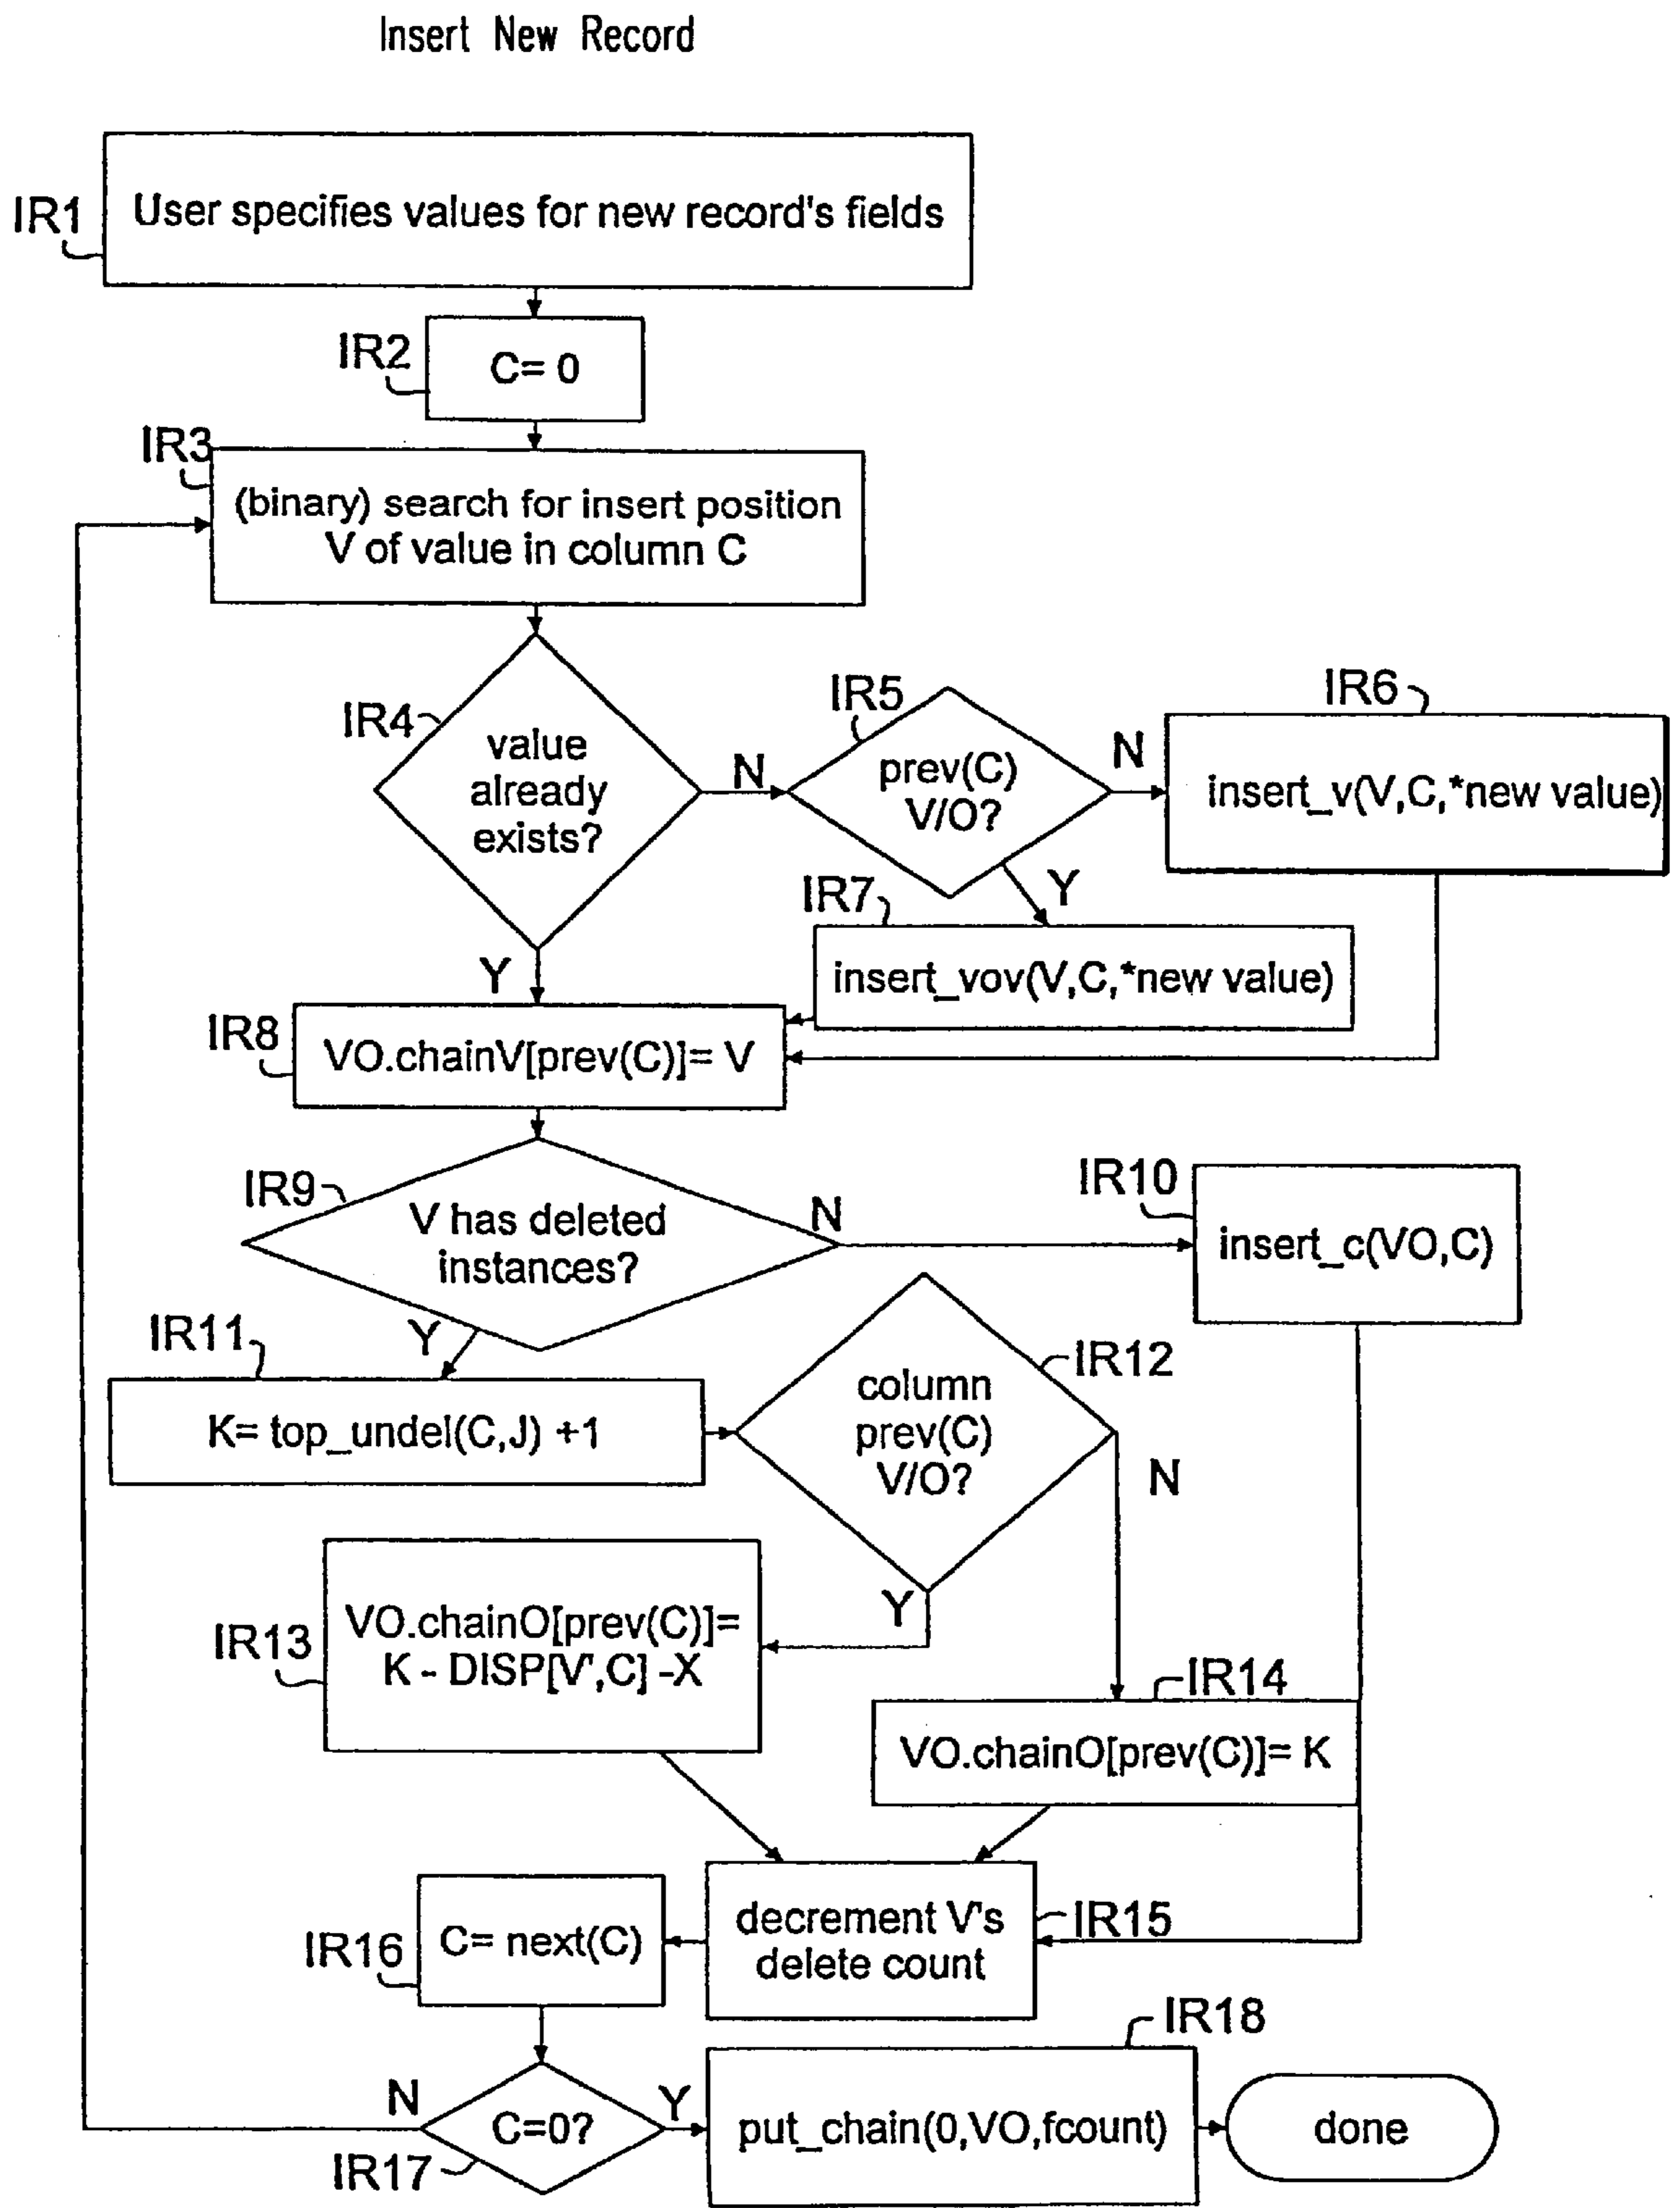 Insert New Record
IR1
User specifies values for new record's fields
IR2
C= 0
IR3
(binary) search for insert position
V of value in column C
IR4
value
already
exists?
N
Y
IR5
prev(C)
V/O?
N
Y
IR6
insert_v(V,C,*new value)
IR7
insert_vov(V,C,*new value)
IR8
VO.chainV[prev(C)]= V
IR9
V has deleted
instances?
N
Y
IR10
insert_c(VO,C)
IR11
K= top_undel(C,J) +1
IR12
column
prev(C)
V/O?
N
Y
IR13
VO.chainO[prev(C)]=
K - DISP[V',C] -X
IR14
VO.chainO[prev(C)]= K
IR15
decrement V's
delete count
IR16
C= next(C)
IR17
C=0?
N
Y
IR18
put_chain(0,VO,fcount)
done